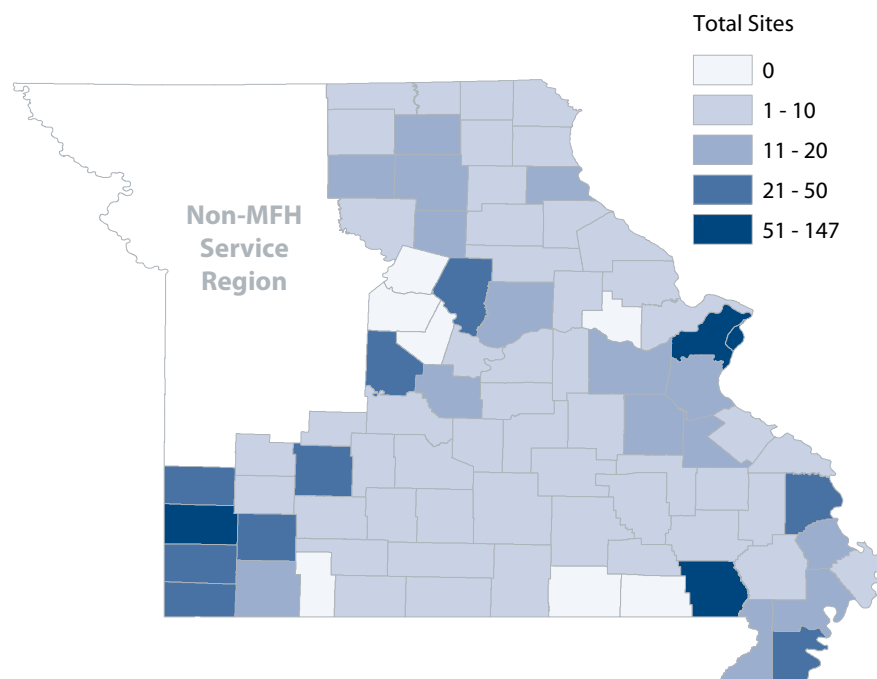 Total Sites
0
1 - 10
11 - 20
21 - 50
51 - 147
Non-MFH
Service
Region